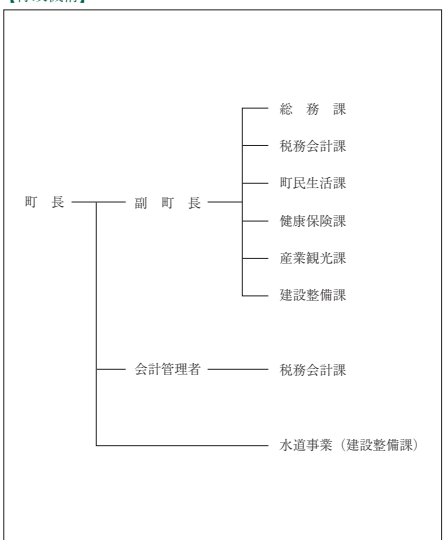 総　務　課
税務会計課
町民生活課
町　長
副　町　長
健康保険課
産業観光課
建設整備課
会計管理者
税務会計課
水道事業（建設整備課）